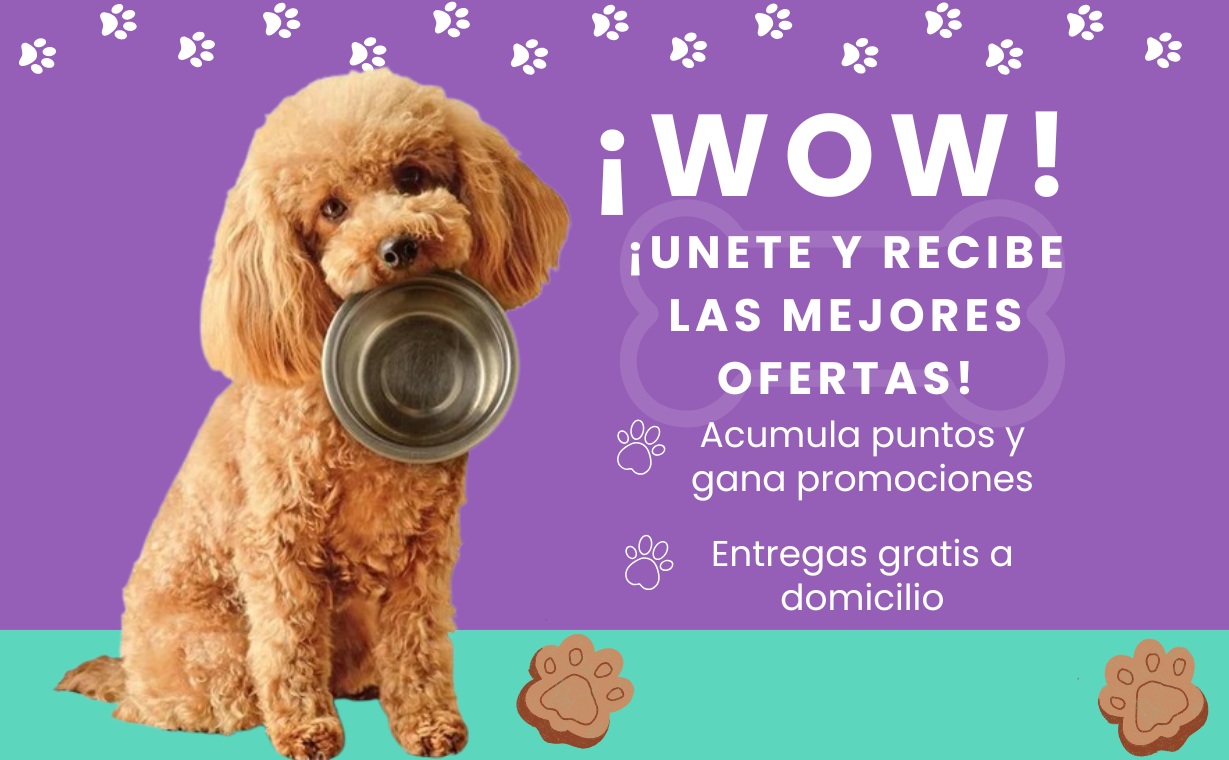 ¡WOW!
¡UNETE Y RECIBE
LAS MEJORES
OFERTAS!
Acumula puntos y
gana promociones
Entregas gratis a
domicilio